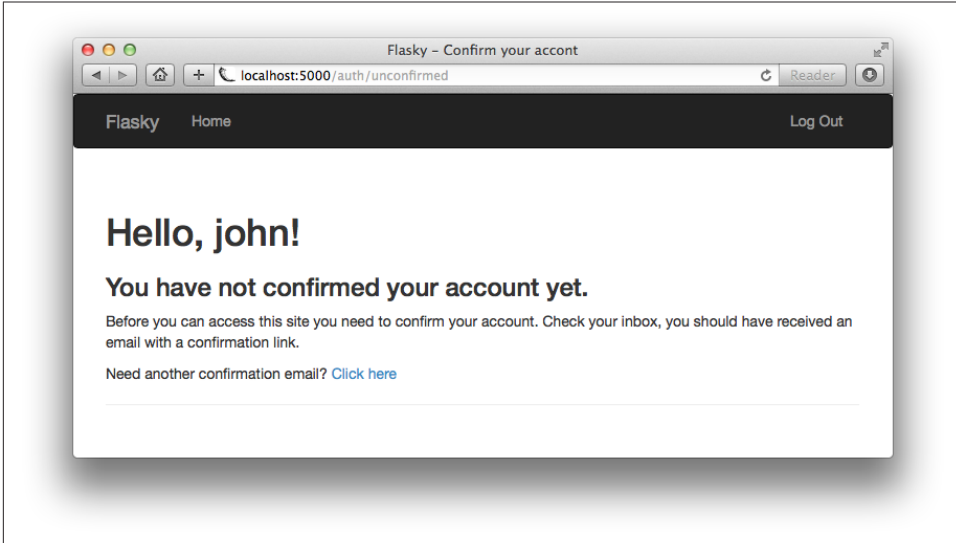 Flasky - Confirm your accont
localhost:5000/auth/unconfirmed
Reader
Flasky Home Log Out
Hello, john!
You have not confirmed your account yet.
Before you can access this site you need to confirm your account. Check your inbox, you should have received an
email with a confirmation link.
Need another confirmation email? Click here